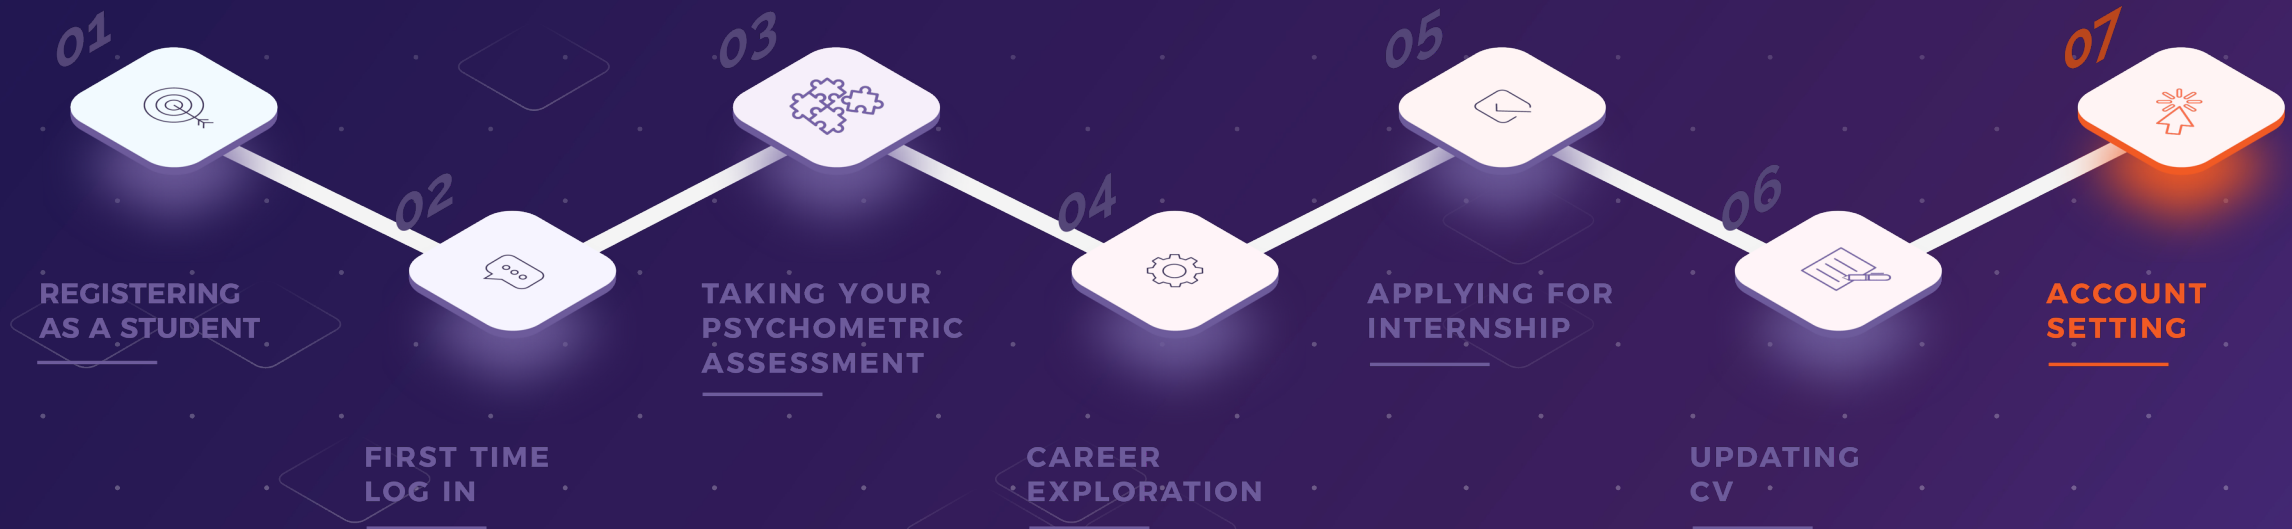 01
REGISTERING
AS A STUDENT
02
FIRST TIME
LOG IN
03
TAKING YOUR
PSYCHOMETRIC
ASSESSMENT
04
CAREER
EXPLORATION
05
APPLYING FOR
INTERNSHIP
06
UPDATING
CV
07
ACCOUNT
SETTING